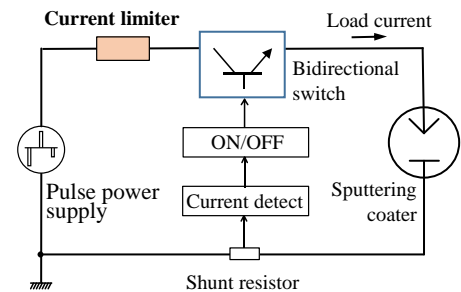 Current limiter
Load current
Bidirectional
switch
ON/OFF
Pulse power
supply
Current detect
Sputtering
coater
Shunt resistor